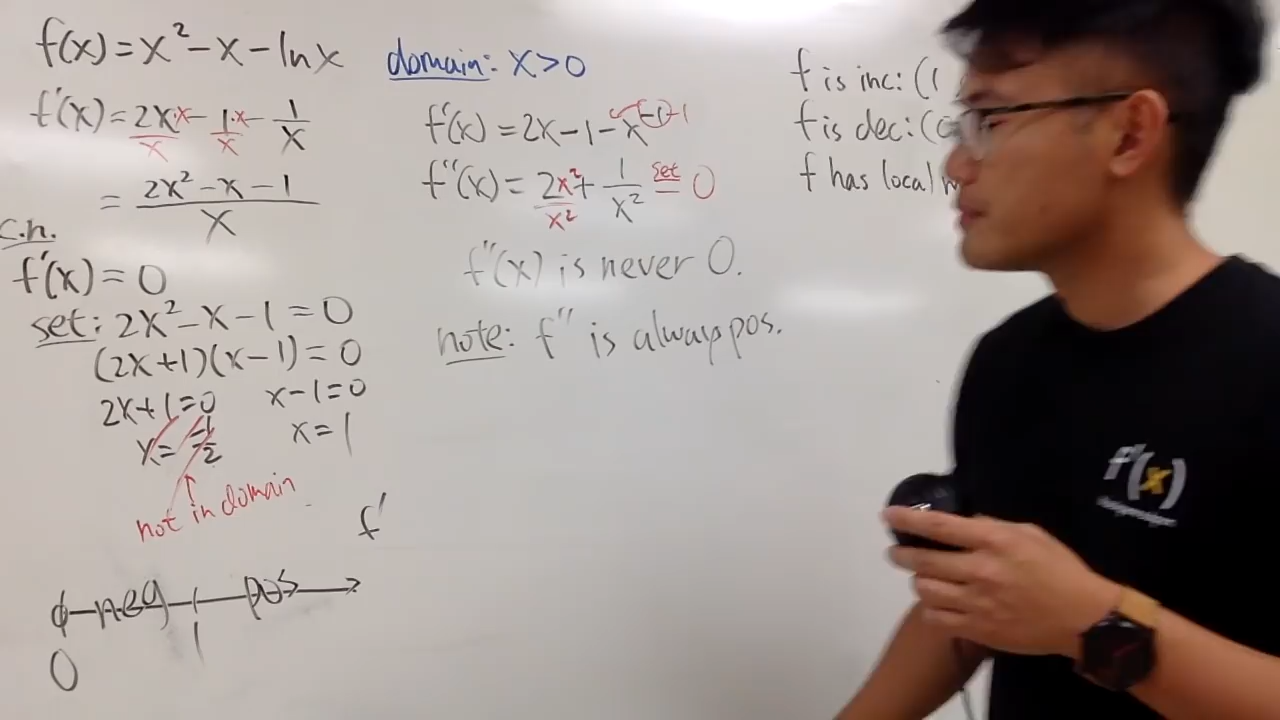 f(x) = x² - x - ln x
f'(x) = 2x·x/x - 1·x/x - 1/x
= (2x² - x - 1)/x
c.n.
f'(x) = 0
set: 2x² - x - 1 = 0
(2x+1)(x-1) = 0
2x+1=0 x-1=0
x = -1/2 x = 1
not in domain
f'
neg pos
0 1
domain: x>0
f'(x) = 2x - 1 - x^(-1) -1
f''(x) = 2x²/x² + 1/x² set = 0
f''(x) is never 0.
note: f'' is always pos.
f is inc: (1
f is dec: (
f has local
f'(x)